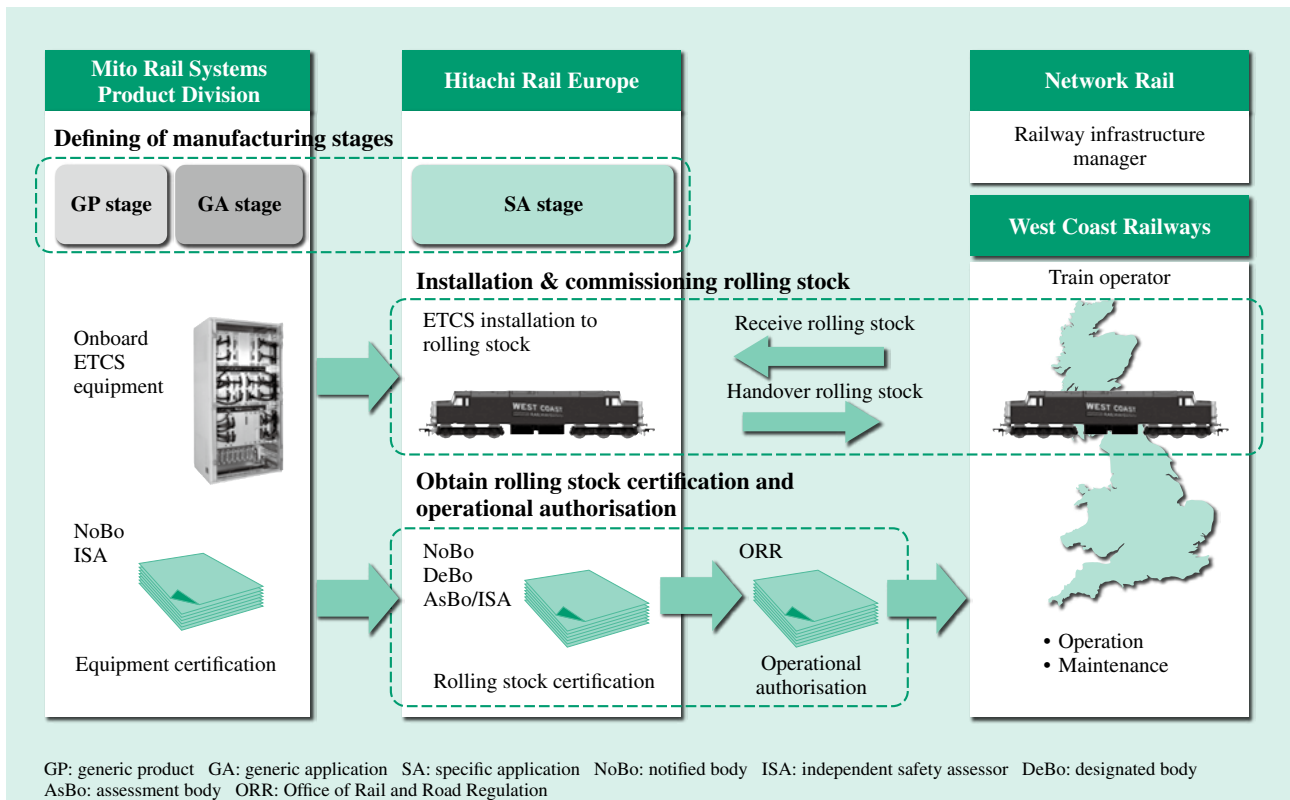 Mito Rail Systems
Product Division
Hitachi Rail Europe
Network Rail
Railway infrastructure
manager
Defining of manufacturing stages
GP stage
GA stage
SA stage
West Coast Railways
Train operator
Installation & commissioning rolling stock
Onboard
ETCS
equipment
ETCS installation to
rolling stock
Receive rolling stock
Handover rolling stock
WEST COAST
WEST COAST
Obtain rolling stock certification and
operational authorisation
NoBo
ISA
Equipment certification
NoBo
DeBo
AsBo/ISA
Rolling stock certification
ORR
Operational
authorisation
• Operation
• Maintenance
GP: generic product GA: generic application SA: specific application NoBo: notified body ISA: independent safety assessor DeBo: designated body
AsBo: assessment body ORR: Office of Rail and Road Regulation